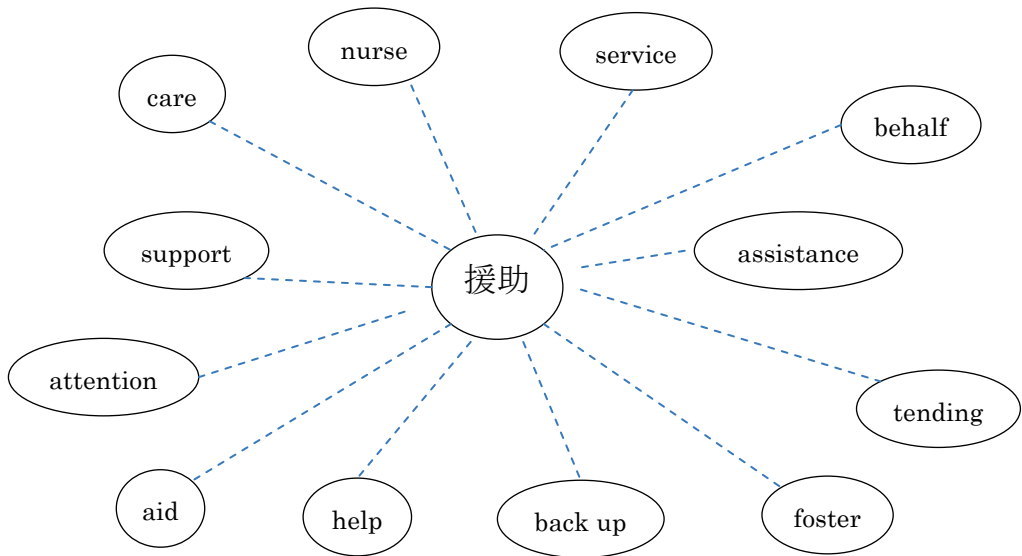 nurse
service
care
behalf
support
援助
assistance
attention
tending
aid
help
back up
foster